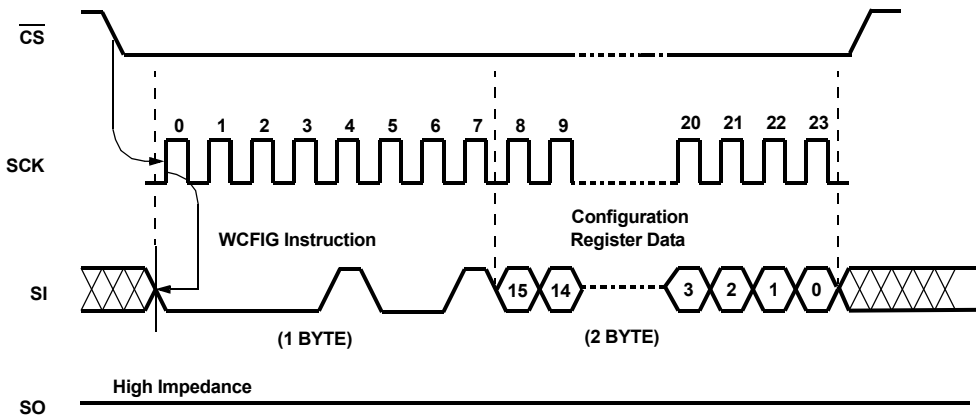 CS
0 1 2 3 4 5 6 7 8 9 20 21 22 23
SCK
WCFIG Instruction
Configuration
Register Data
SI
15 14 3 2 1 0
(1 BYTE) (2 BYTE)
High Impedance
SO